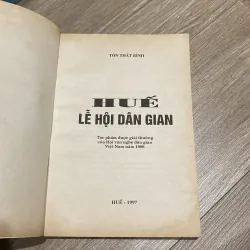 TÔN THẤT BÌNH
HUẾ
LỄ HỘI DÂN GIAN
Tác phẩm được giải thưởng
của Hội văn nghệ dân gian
Việt Nam năm
HUẾ - 1997